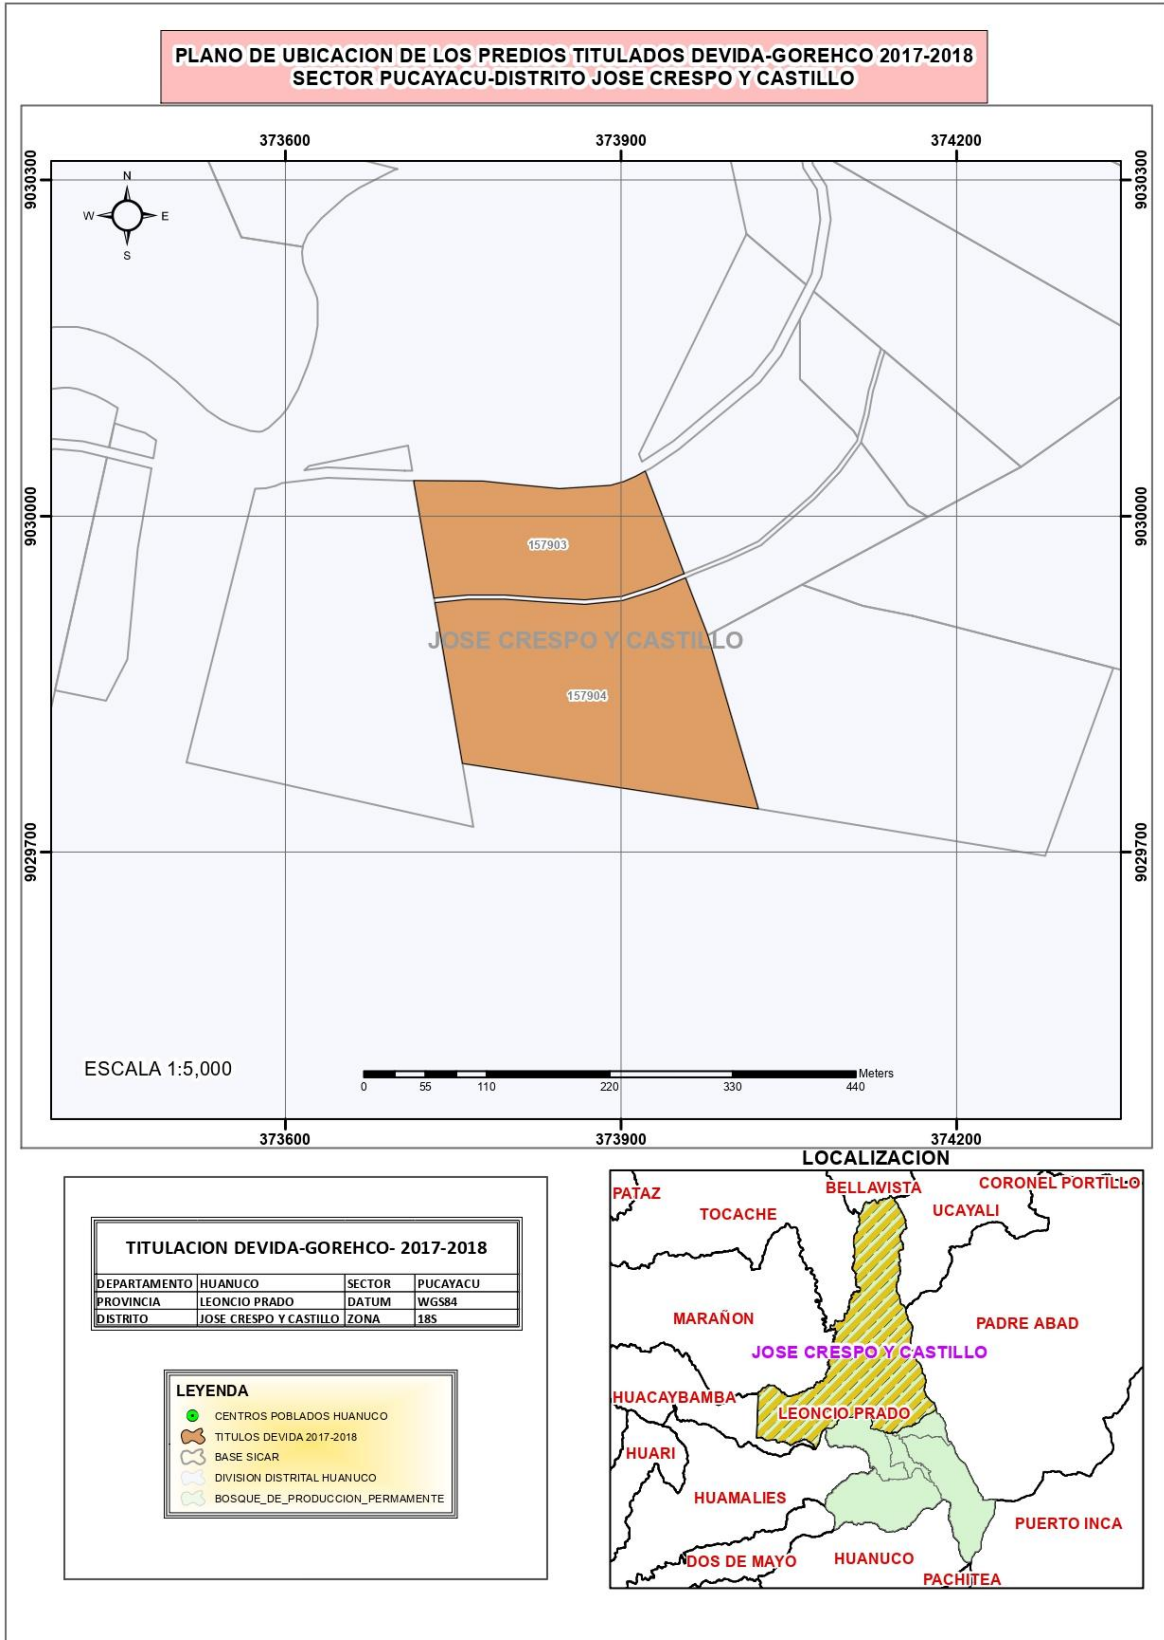 PLANO DE UBICACION DE LOS PREDIOS TITULADOS DEVIDA-GOREHCO 2017-2018
SECTOR PUCAYACU-DISTRITO JOSE CRESPO Y CASTILLO
373600 373900 374200
9030300 9030300
N
W E
S
9030000 9030000
157903
JOSE CRESPO Y CASTILLO
157904
9029700 9029700
ESCALA 1:5,000
Meters
0 55 110 220 330 440
373600 373900 374200
LOCALIZACION
PATAZ
BELLAVISTA
CORONEL PORTILLO
TOCACHE
UCAYALI
MARAÑON
PADRE ABAD
JOSE CRESPO Y CASTILLO
HUACAYBAMBA
LEONCIO PRADO
HUARI
HUAMALIES
PUERTO INCA
DOS DE MAYO
HUANUCO
PACHITEA
TITULACION DEVIDA-GOREHCO- 2017-2018
DEPARTAMENTO HUANUCO SECTOR PUCAYACU
PROVINCIA LEONCIO PRADO DATUM WGS84
DISTRITO JOSE CRESPO Y CASTILLO ZONA 18S
LEYENDA
CENTROS POBLADOS HUANUCO
TITULOS DEVIDA 2017-2018
BASE SICAR
DIVISION DISTRITAL HUANUCO
BOSQUE_DE_PRODUCCION_PERMAMENTE